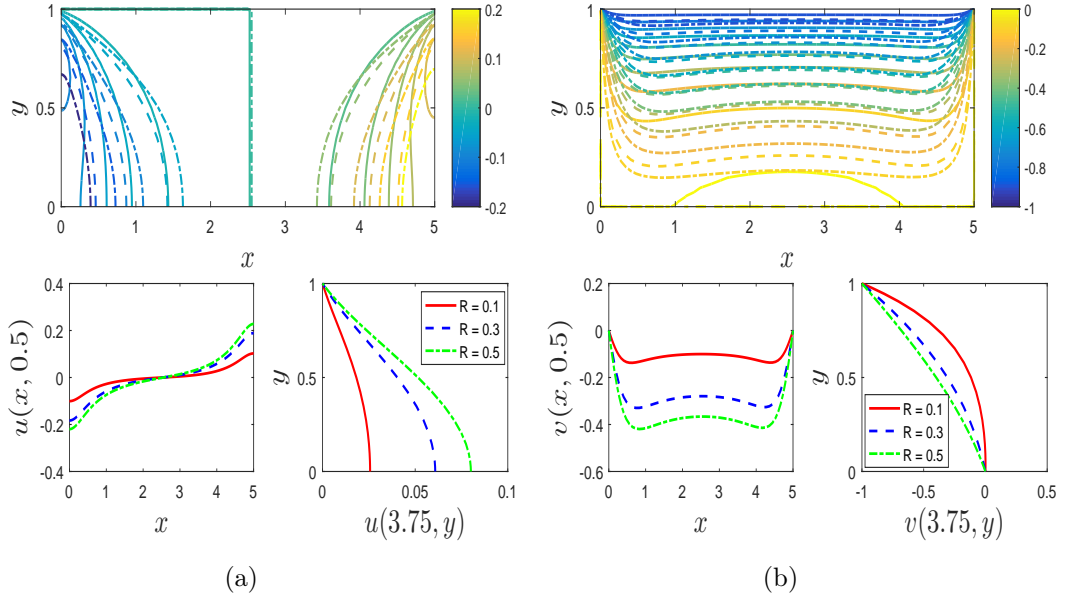 1
0.5
0
y
0 1 2 3 4 5
x
0.2
0.1
0
-0.1
-0.2
1
0.5
0
y
0 1 2 3 4 5
x
0
-0.2
-0.4
-0.6
-0.8
-1
0.4
0.2
0
-0.2
-0.4
u(x, 0.5)
0 1 2 3 4 5
x
1
0.5
0
y
R = 0.1
R = 0.3
R = 0.5
0 0.05 0.1
u(3.75, y)
0.2
0
-0.2
-0.4
-0.6
v(x, 0.5)
0 1 2 3 4 5
x
1
0.5
0
y
R = 0.1
R = 0.3
R = 0.5
-1 -0.5 0 0.5
v(3.75, y)
(a)
(b)